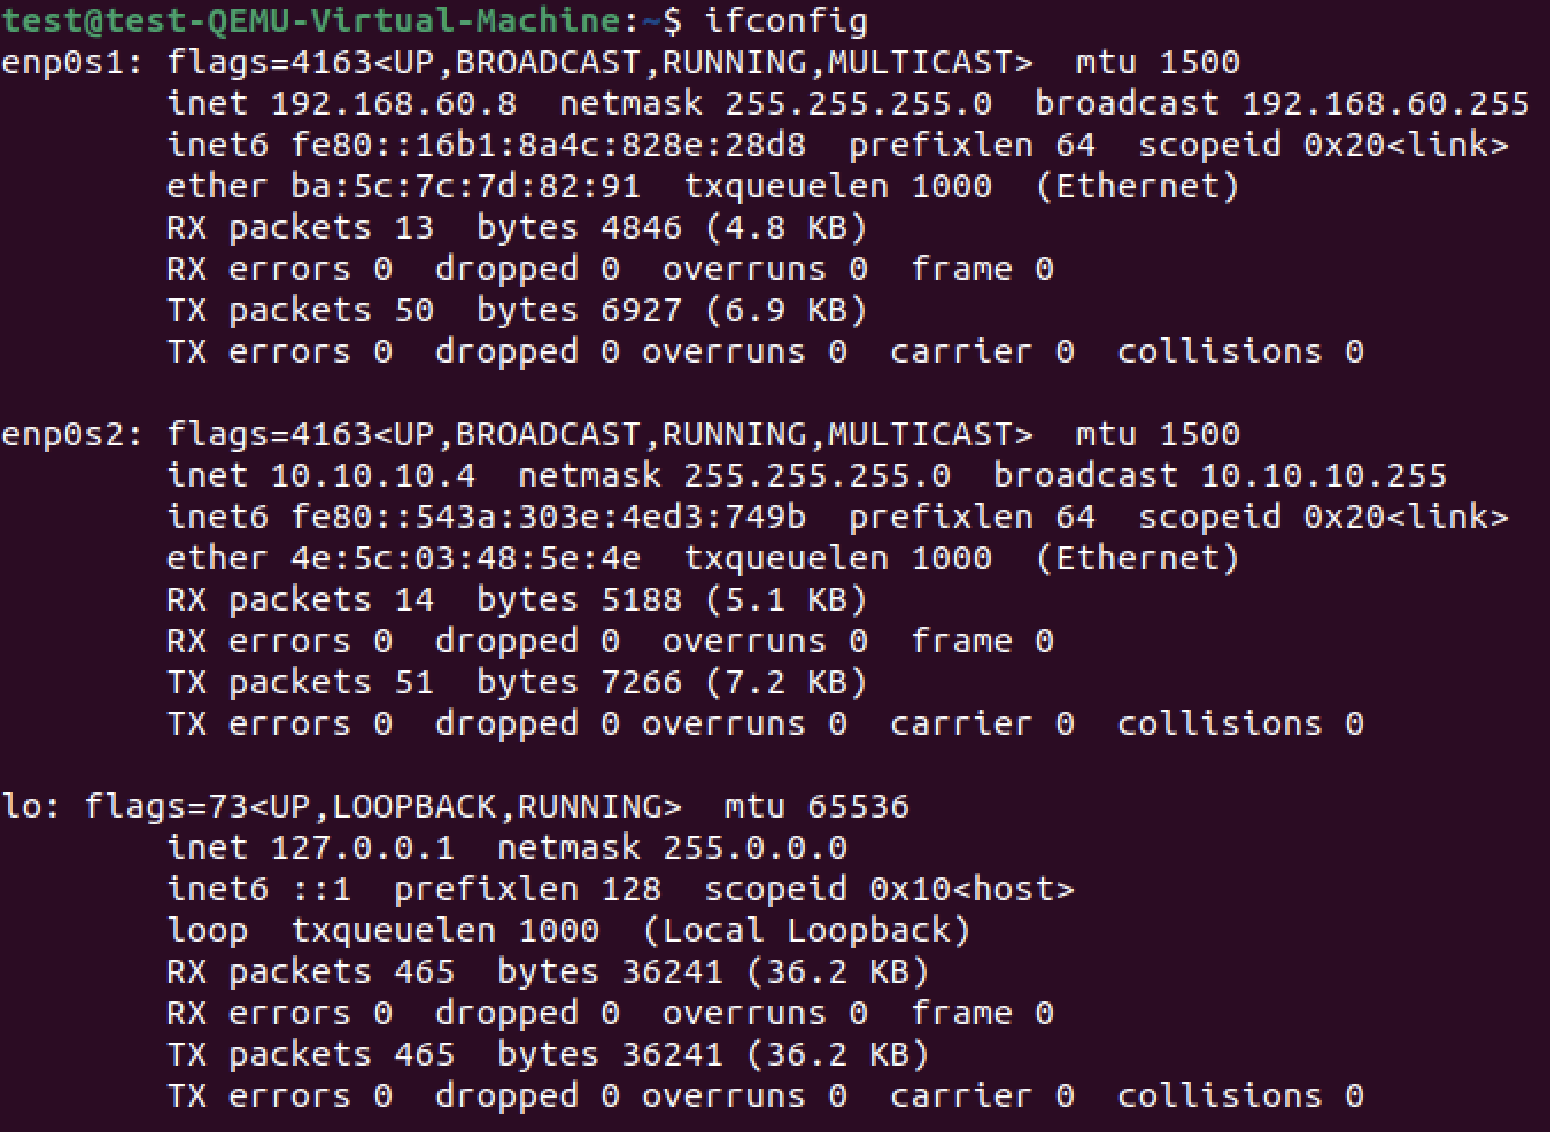 test@test-QEMU-Virtual-Machine:~$ ifconfig
enp0s1: flags=4163<UP,BROADCAST,RUNNING,MULTICAST>  mtu 1500
        inet 192.168.60.8  netmask 255.255.255.0  broadcast 192.168.60.255
        inet6 fe80::16b1:8a4c:828e:28d8  prefixlen 64  scopeid 0x20<link>
        ether ba:5c:7c:7d:82:91  txqueuelen 1000  (Ethernet)
        RX packets 13  bytes 4846 (4.8 KB)
        RX errors 0  dropped 0  overruns 0  frame 0
        TX packets 50  bytes 6927 (6.9 KB)
        TX errors 0  dropped 0 overruns 0  carrier 0  collisions 0

enp0s2: flags=4163<UP,BROADCAST,RUNNING,MULTICAST>  mtu 1500
        inet 10.10.10.4  netmask 255.255.255.0  broadcast 10.10.10.255
        inet6 fe80::543a:303e:4ed3:749b  prefixlen 64  scopeid 0x20<link>
        ether 4e:5c:03:48:5e:4e  txqueuelen 1000  (Ethernet)
        RX packets 14  bytes 5188 (5.1 KB)
        RX errors 0  dropped 0  overruns 0  frame 0
        TX packets 51  bytes 7266 (7.2 KB)
        TX errors 0  dropped 0 overruns 0  carrier 0  collisions 0

lo: flags=73<UP,LOOPBACK,RUNNING>  mtu 65536
        inet 127.0.0.1  netmask 255.0.0.0
        inet6 ::1  prefixlen 128  scopeid 0x10<host>
        loop  txqueuelen 1000  (Local Loopback)
        RX packets 465  bytes 36241 (36.2 KB)
        RX errors 0  dropped 0  overruns 0  frame 0
        TX packets 465  bytes 36241 (36.2 KB)
        TX errors 0  dropped 0 overruns 0  carrier 0  collisions 0